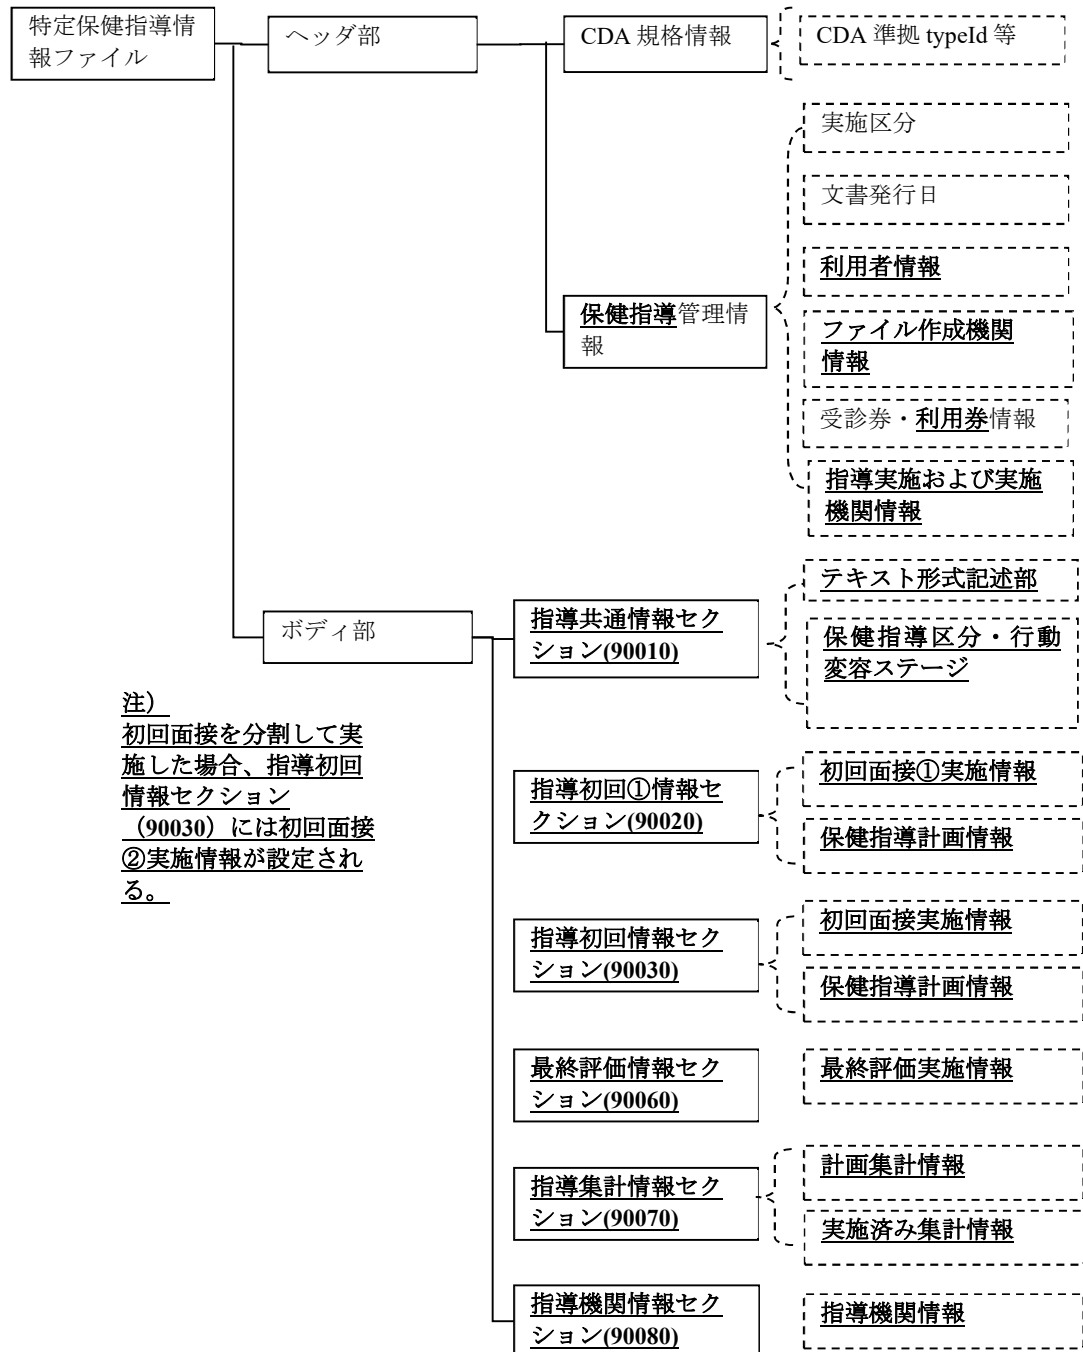 特定保健指導情
報ファイル
ヘッダ部
CDA 規格情報
CDA 準拠 typeId 等
実施区分
文書発行日
利用者情報
保健指導管理情
報
ファイル作成機関
情報
受診券・利用券情報
指導実施および実施
機関情報
ボディ部
指導共通情報セク
ション(90010)
テキスト形式記述部
保健指導区分・行動
変容ステージ
注）
初回面接を分割して実
施した場合、指導初回
情報セクション
（90030）には初回面接
②実施情報が設定され
る。
指導初回①情報セ
クション(90020)
初回面接①実施情報
保健指導計画情報
指導初回情報セク
ション(90030)
初回面接実施情報
保健指導計画情報
最終評価情報セク
ション(90060)
最終評価実施情報
指導集計情報セク
ション(90070)
計画集計情報
実施済み集計情報
指導機関情報セク
ション(90080)
指導機関情報